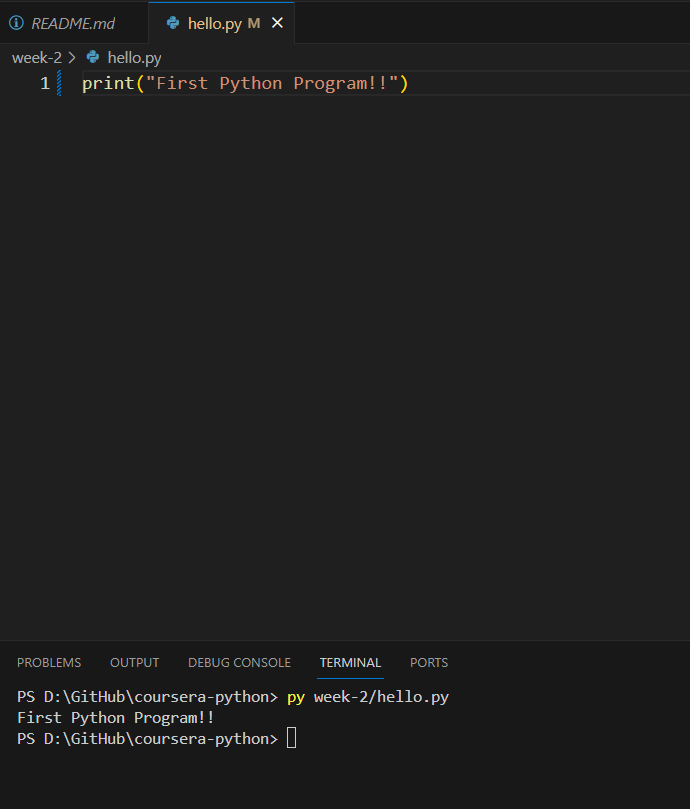 README.md hello.py M
week-2 > hello.py
1 print("First Python Program!!")
PROBLEMS OUTPUT DEBUG CONSOLE TERMINAL PORTS
PS D:\GitHub\coursera-python> py week-2/hello.py
First Python Program!!
PS D:\GitHub\coursera-python>